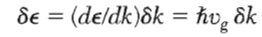 δϵ = (dϵ/dk)δk = ℏv_g δk